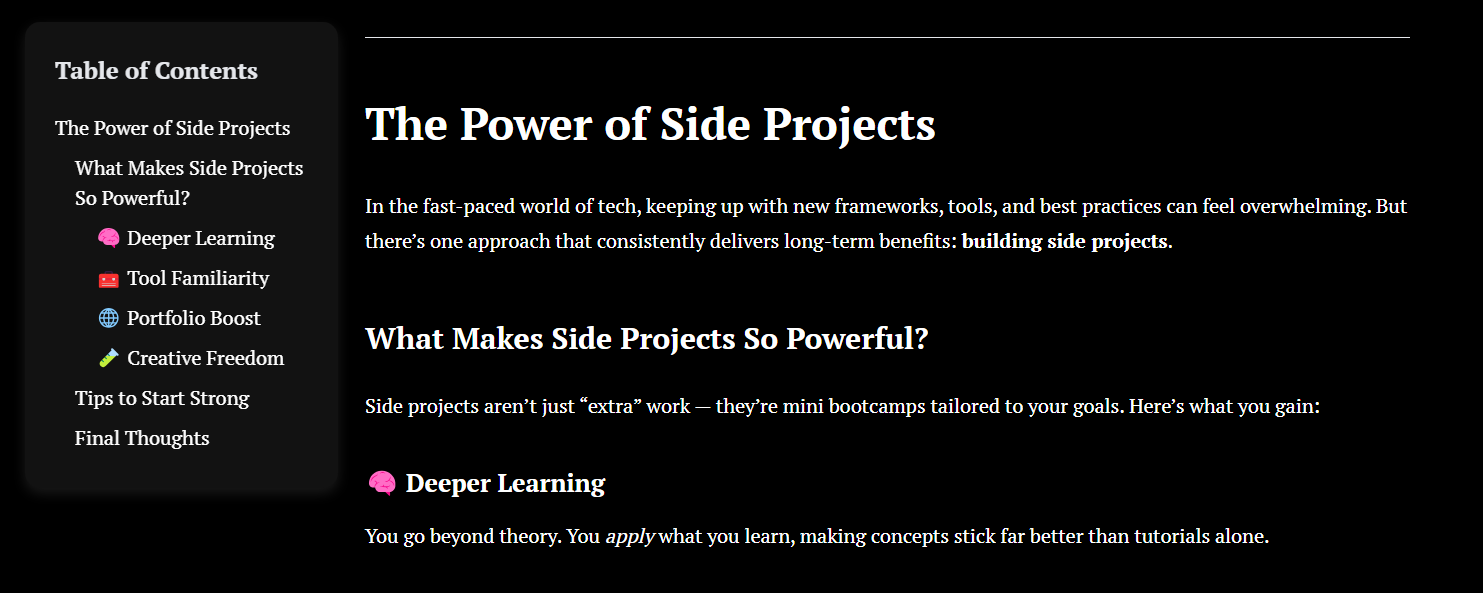 Table of Contents
The Power of Side Projects
What Makes Side Projects
So Powerful?
🧠 Deeper Learning
🧰 Tool Familiarity
🌐 Portfolio Boost
🧪 Creative Freedom
Tips to Start Strong
Final Thoughts
The Power of Side Projects
In the fast-paced world of tech, keeping up with new frameworks, tools, and best practices can feel overwhelming. But
there’s one approach that consistently delivers long-term benefits: building side projects.
What Makes Side Projects So Powerful?
Side projects aren’t just “extra” work — they’re mini bootcamps tailored to your goals. Here’s what you gain:
🧠 Deeper Learning
You go beyond theory. You apply what you learn, making concepts stick far better than tutorials alone.